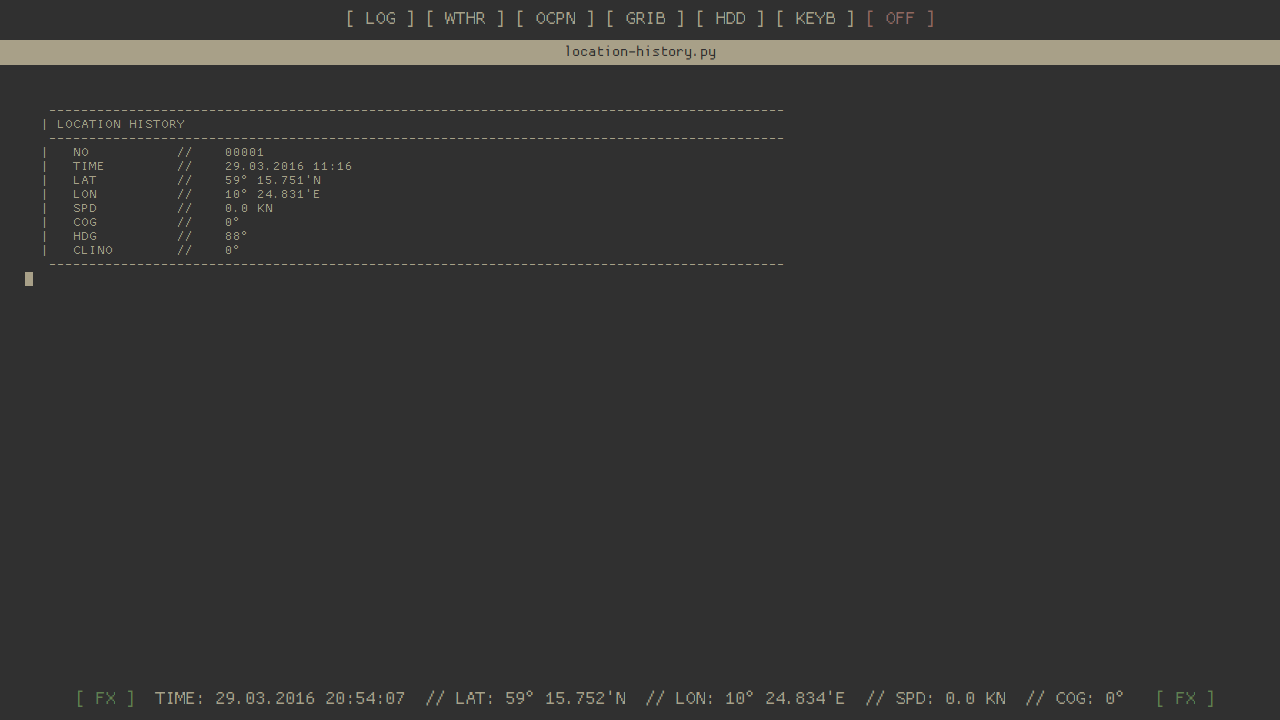 [ LOG ] [ WTHR ] [ OCPN ] [ GRIB ] [ HDD ] [ KEYB ] [ OFF ]
location-history.py
--------------------------------------------------------------------------------------------
| LOCATION HISTORY
--------------------------------------------------------------------------------------------
| NO // 00001
| TIME // 29.03.2016 11:16
| LAT // 59° 15.751'N
| LON // 10° 24.831'E
| SPD // 0.0 KN
| COG // 0°
| HDG // 88°
| CLINO // 0°
--------------------------------------------------------------------------------------------
[ FX ] TIME: 29.03.2016 20:54:07 // LAT: 59° 15.752'N // LON: 10° 24.834'E // SPD: 0.0 KN // COG: 0° [ FX ]